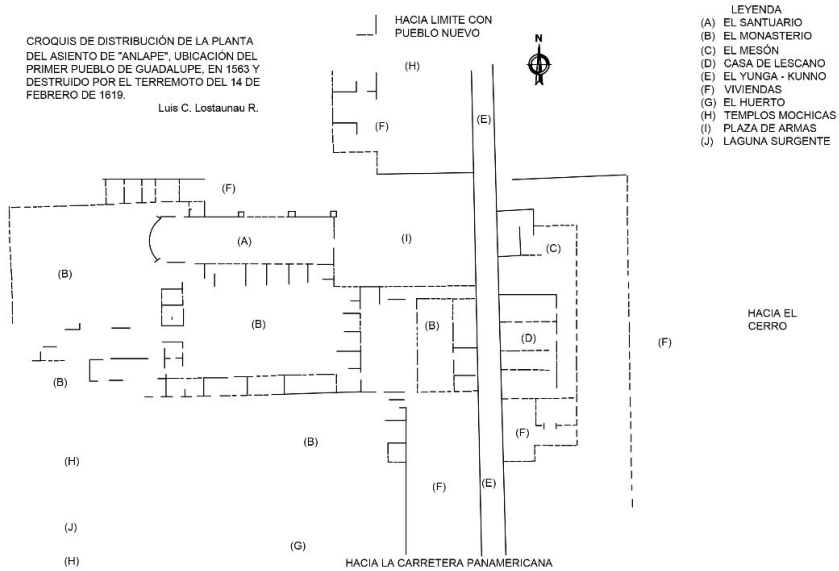 CROQUIS DE DISTRIBUCIÓN DE LA PLANTA
DEL ASIENTO DE "ANLAPE", UBICACIÓN DEL
PRIMER PUEBLO DE GUADALUPE, EN 1563 Y
DESTRUIDO POR EL TERREMOTO DEL 14 DE
FEBRERO DE 1619.
Luis C. Lostaunau R.
HACIA LIMITE CON
PUEBLO NUEVO
N
LEYENDA
(A) EL SANTUARIO
(B) EL MONASTERIO
(C) EL MESÓN
(D) CASA DE LESCANO
(E) EL YUNGA - KUNNO
(F) VIVIENDAS
(G) EL HUERTO
(H) TEMPLOS MOCHICAS
(I) PLAZA DE ARMAS
(J) LAGUNA SURGENTE
(H)
(E)
(F)
(F)
(A)
(I)
(C)
(B)
(B)
(B)
(D)
HACIA EL
CERRO
(F)
(B)
(B)
(F)
(H)
(F)
(E)
(J)
(G)
(H)
HACIA LA CARRETERA PANAMERICANA